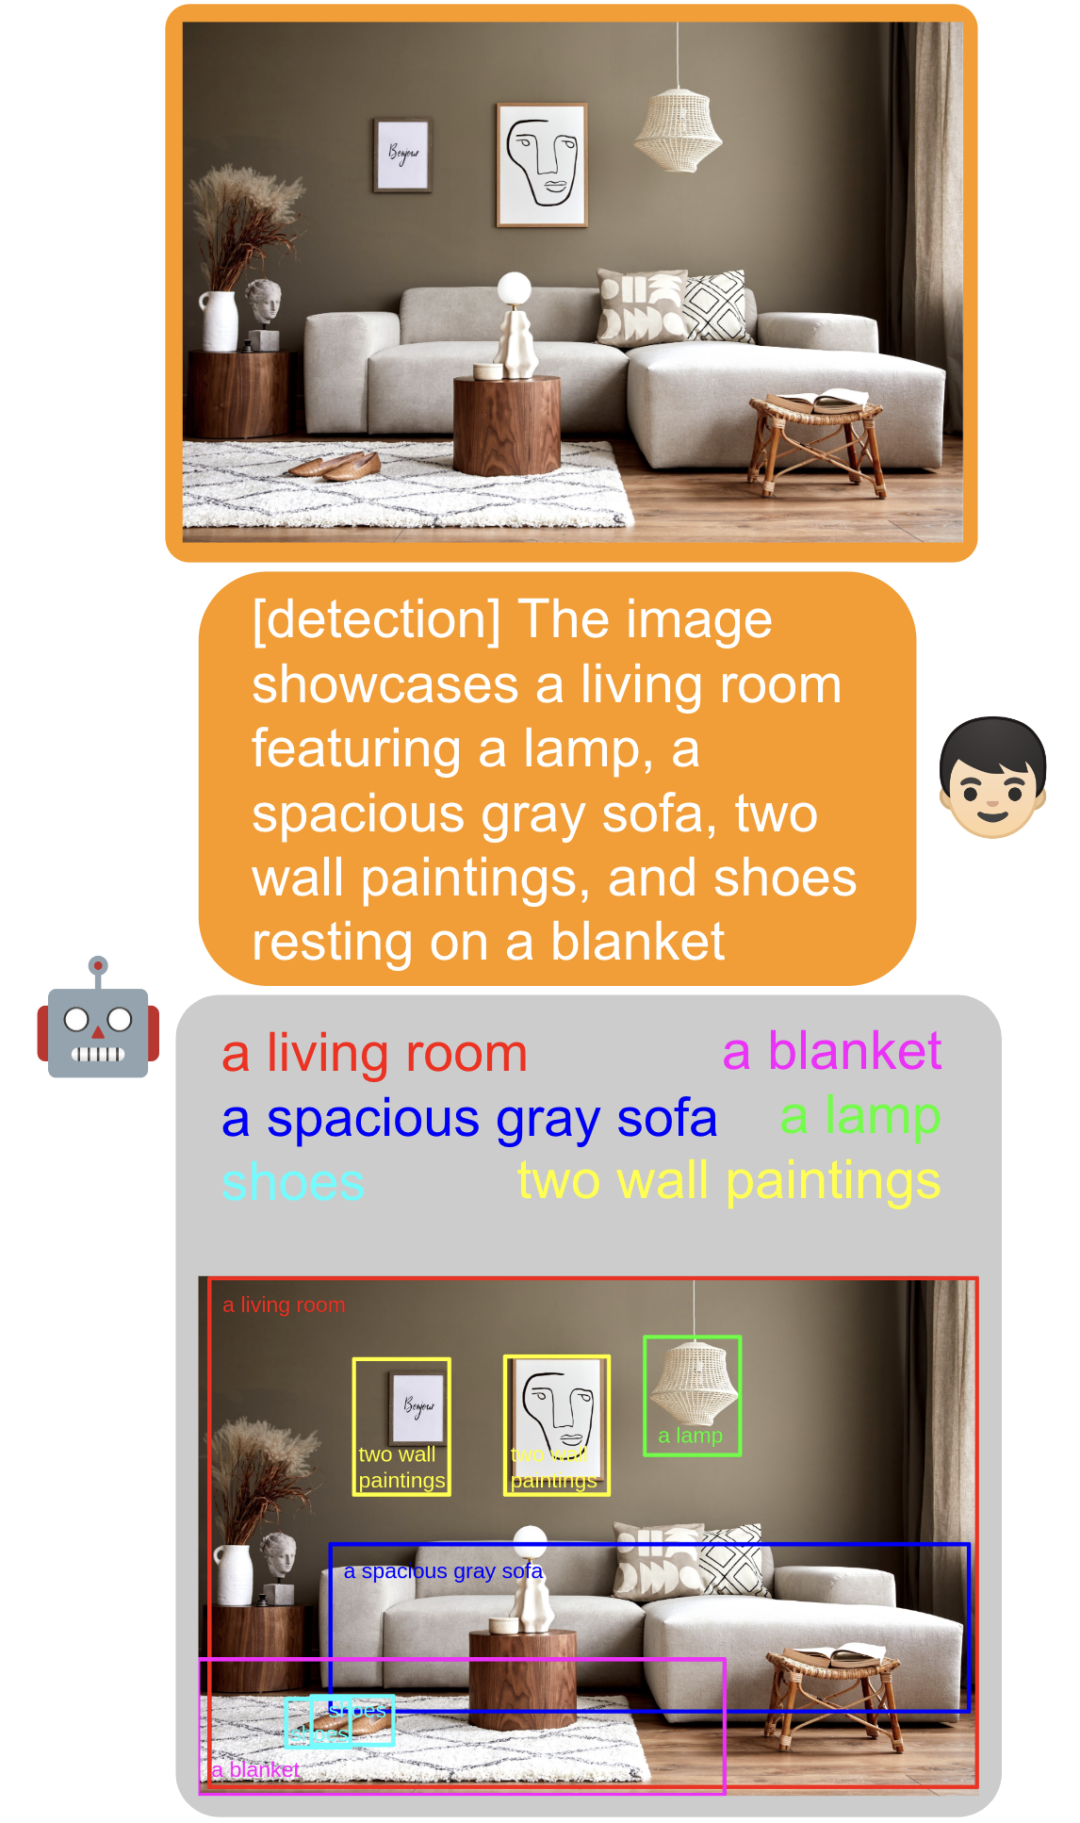 Bonjour
[detection] The image
showcases a living room
featuring a lamp, a
spacious gray sofa, two
wall paintings, and shoes
resting on a blanket
a living room a blanket
a spacious gray sofa a lamp
shoes two wall paintings
a living room
Bonjour
a lamp
two wall two wall
paintings paintings
a spacious gray sofa
shoes
shoes
a blanket